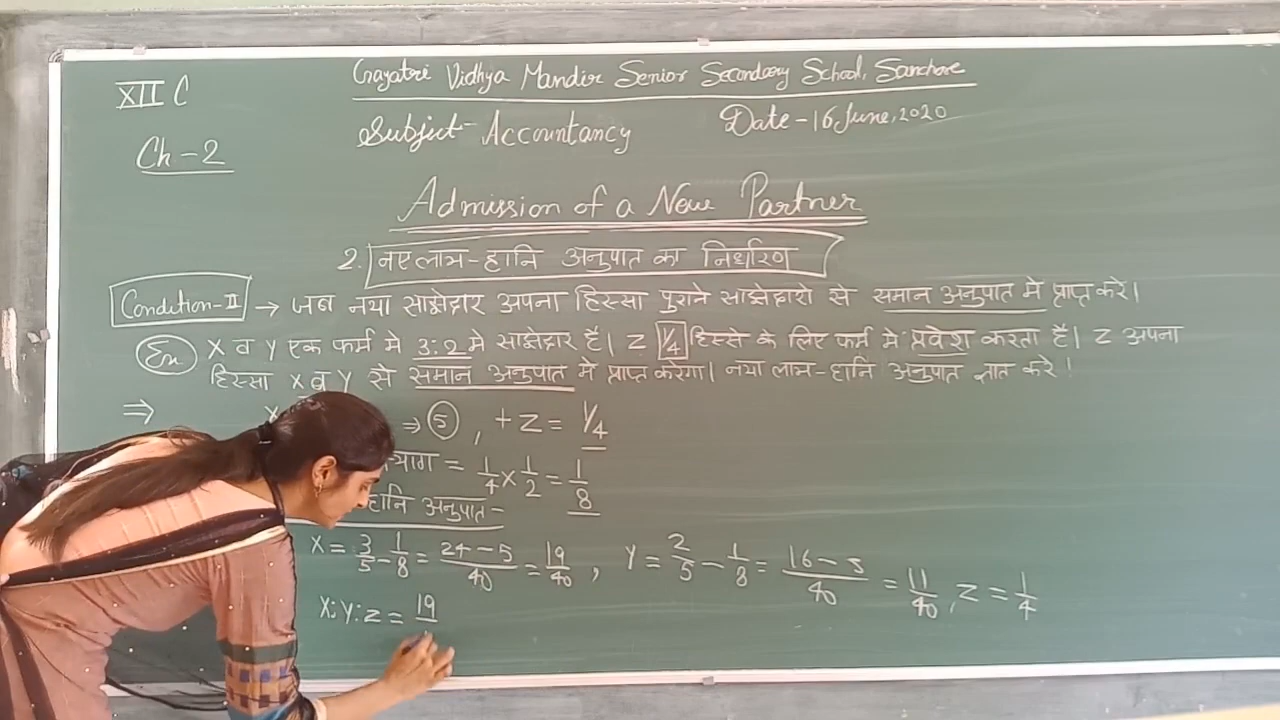 XII C
Gayatri Vidhya Mandir Senior Secondary School, Sanchore
Subject - Accountancy
Date - 16 June, 2020
Ch - 2
Admission of a New Partner
2. नए लाभ-हानि अनुपात का निर्धारण
Condition-II → जब नया साझेदार अपना हिस्सा पुराने साझेदारो से समान अनुपात मे प्राप्त करे।
Ex X व Y एक फर्म मे 3:2 मे साझेदार है। Z 1/4 हिस्से के लिए फर्म मे प्रवेश करता है। Z अपना
हिस्सा X व Y से समान अनुपात मे प्राप्त करेगा। नया लाभ-हानि अनुपात ज्ञात करे।
⇒ X ⇒ 5, + Z = 1/4
त्याग = 1/4 × 1/2 = 1/8
हानि अनुपात -
X = 3/5 - 1/8 = 24 - 5/40 = 19/40, Y = 2/5 - 1/8 = 16 - 5/40 = 11/40, Z = 1/4
X:Y:Z = 19